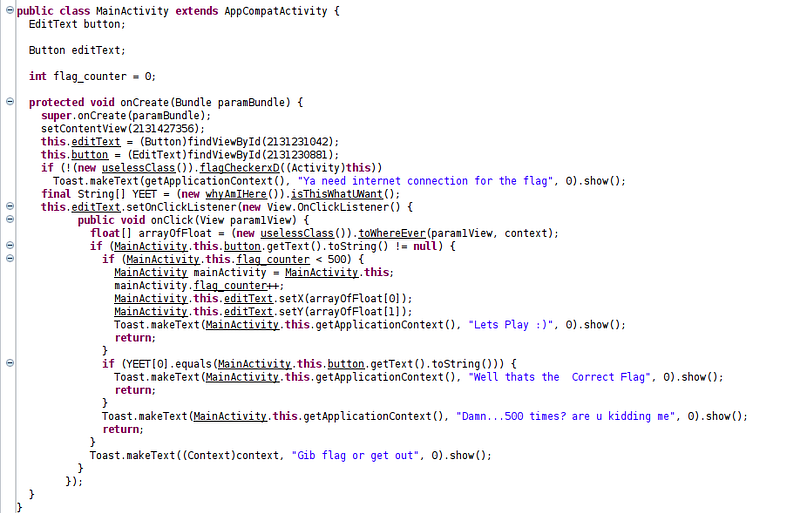 public class MainActivity extends AppCompatActivity {
EditText button;
Button editText;
int flag_counter = 0;
protected void onCreate(Bundle paramBundle) {
super.onCreate(paramBundle);
setContentView(2131427356);
this.editText = (Button)findViewById(2131231042);
this.button = (EditText)findViewById(2131230881);
if (!(new uselessClass()).flagCheckerxD((Activity)this))
Toast.makeText(getApplicationContext(), "Ya need internet connection for the flag", 0).show();
final String[] YEET = (new whyAmIHere()).isThisWhatUWant();
this.editText.setOnClickListener(new View.OnClickListener() {
public void onClick(View param1View) {
float[] arrayOfFloat = (new uselessClass()).toWhereEver(param1View, context);
if (MainActivity.this.button.getText().toString() != null) {
if (MainActivity.this.flag_counter < 500) {
MainActivity mainActivity = MainActivity.this;
mainActivity.flag_counter++;
MainActivity.this.editText.setX(arrayOfFloat[0]);
MainActivity.this.editText.setY(arrayOfFloat[1]);
Toast.makeText(MainActivity.this.getApplicationContext(), "Lets Play :)", 0).show();
return;
}
if (YEET[0].equals(MainActivity.this.button.getText().toString())) {
Toast.makeText(MainActivity.this.getApplicationContext(), "Well thats the  Correct Flag", 0).show();
return;
}
Toast.makeText(MainActivity.this.getApplicationContext(), "Damn...500 times? are u kidding me", 0).show();
return;
}
Toast.makeText((Context)context, "Gib flag or get out", 0).show();
}
});
}
}